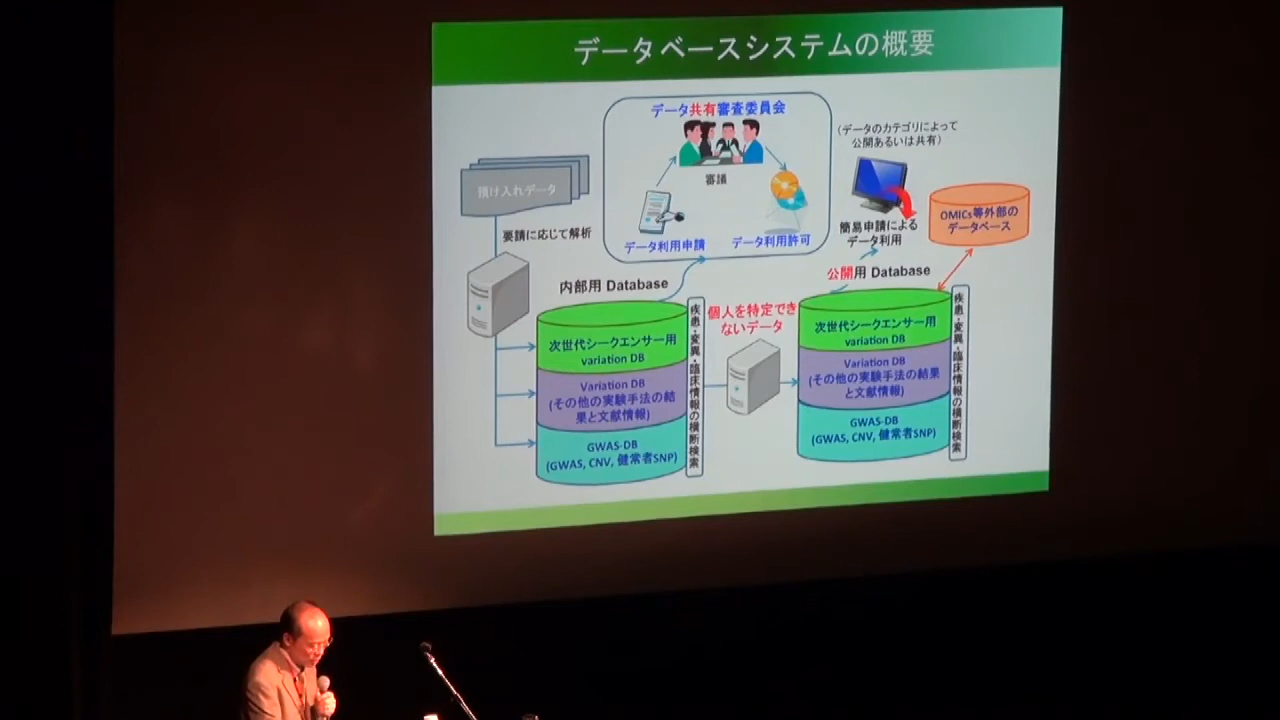 データベースシステムの概要
データ共有審査委員会
審議
データ利用申請
データ利用許可
(データのカテゴリによって
公開あるいは共有)
簡易申請による
データ利用
OMICs等外部の
データベース
預け入れデータ
要請に応じて解析
内部用 Database
次世代シークエンサー用
variation DB
Variation DB
(その他の実験手法の結
果と文献情報)
GWAS-DB
(GWAS, CNV, 健常者SNP)
疾患・変異・臨床情報の横断検索
個人を特定でき
ないデータ
公開用 Database
次世代シークエンサー用
variation DB
Variation DB
(その他の実験手法の結果
と文献情報)
GWAS-DB
(GWAS, CNV, 健常者SNP)
疾患・変異・臨床情報の横断検索